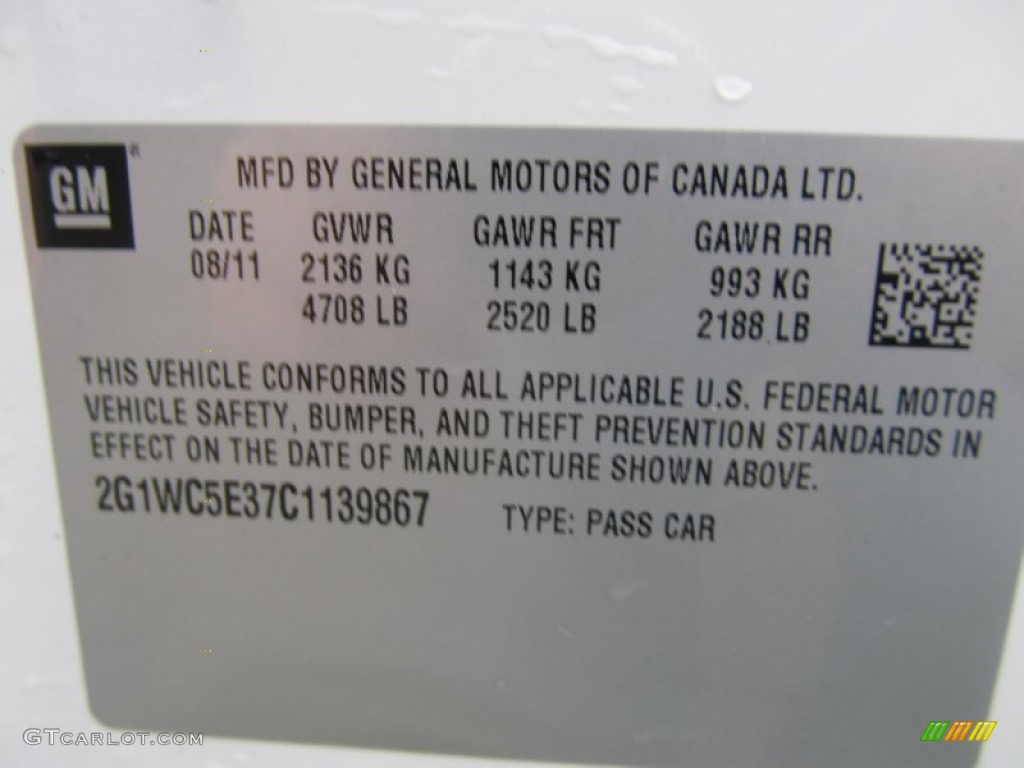 GM®
MFD BY GENERAL MOTORS OF CANADA LTD.
DATE GVWR GAWR FRT GAWR RR
08/11 2136 KG 1143 KG 993 KG
4708 LB 2520 LB 2188 LB
THIS VEHICLE CONFORMS TO ALL APPLICABLE U.S. FEDERAL MOTOR
VEHICLE SAFETY, BUMPER, AND THEFT PREVENTION STANDARDS IN
EFFECT ON THE DATE OF MANUFACTURE SHOWN ABOVE.
2G1WC5E37C1139867 TYPE: PASS CAR
GTCARLOT.COM